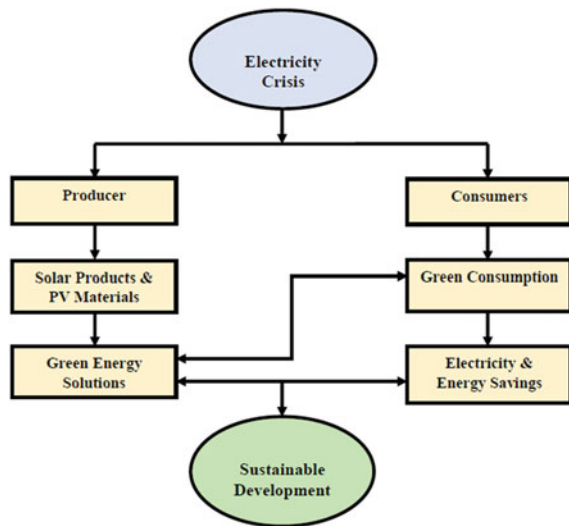 Electricity
Crisis
Producer
Consumers
Solar Products &
PV Materials
Green Consumption
Green Energy
Solutions
Electricity &
Energy Savings
Sustainable
Development